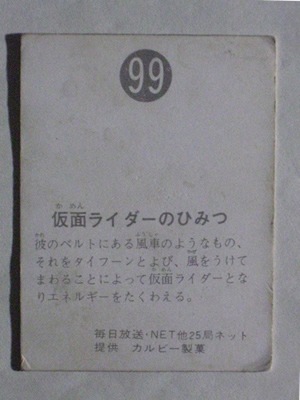 99
仮面ライダーのひみつ
彼のベルトにある風車のようなもの、
それをタイフーンとよび、風をうけて
まわることによって仮面ライダーとな
りエネルギーをたくわえる。
毎日放送・NET他25局ネット
提供 カルビー製菓